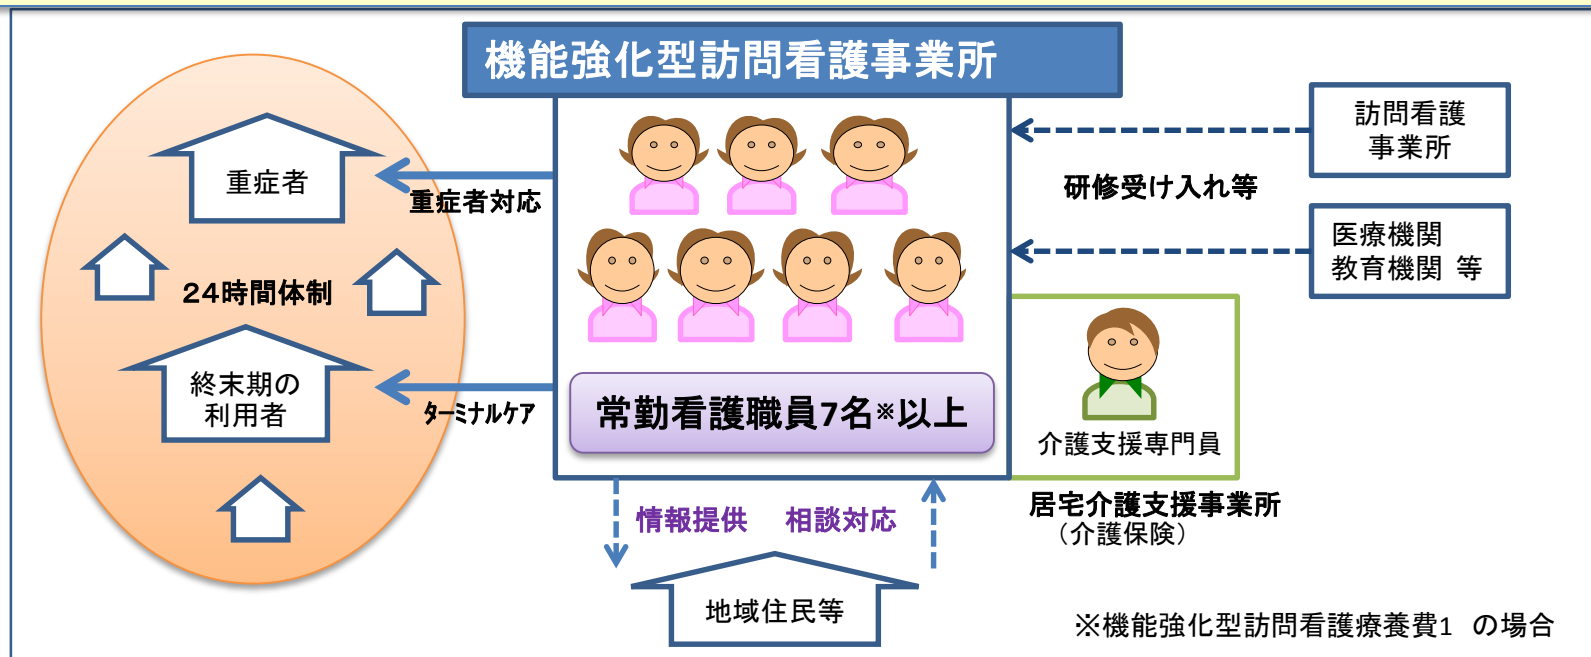 機能強化型訪問看護事業所
重症者
重症者対応
24時間体制
終末期の
利用者
ターミナルケア
常勤看護職員7名※以上
訪問看護
事業所
研修受け入れ等
医療機関
教育機関 等
介護支援専門員
居宅介護支援事業所
（介護保険）
情報提供 相談対応
地域住民等
※機能強化型訪問看護療養費1 の場合